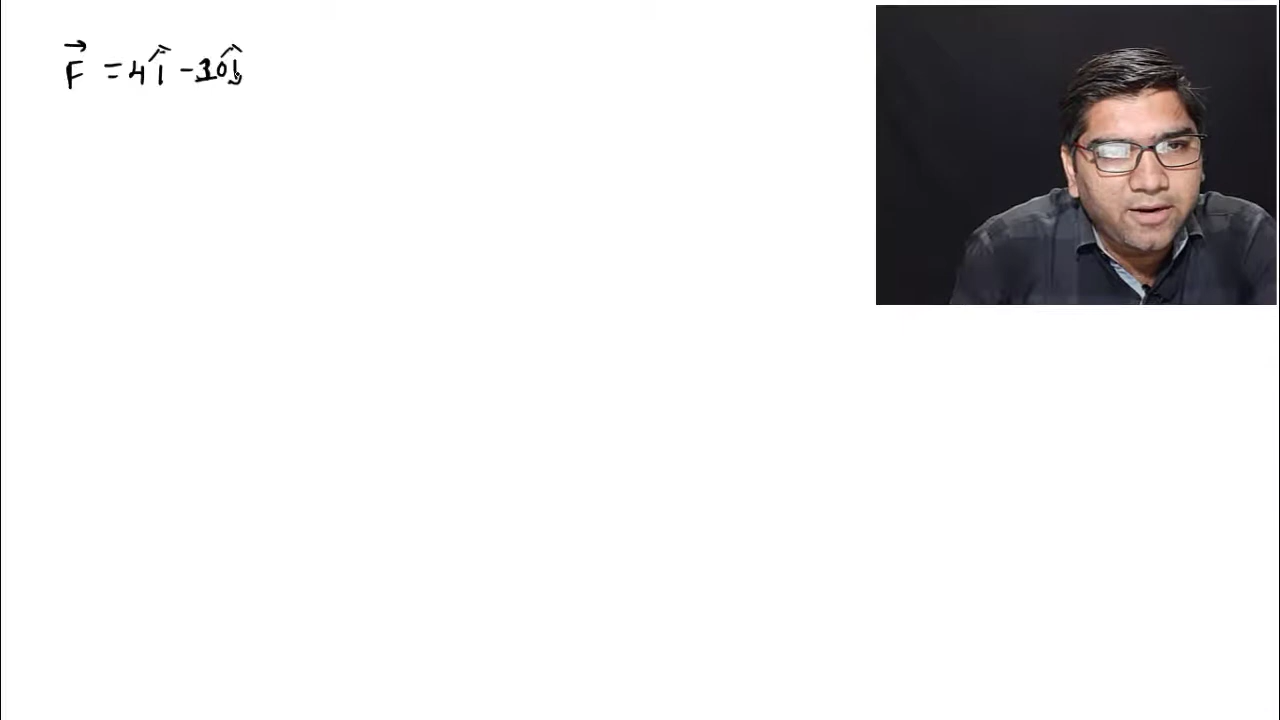 F⃗ = 4î - 10ĵ